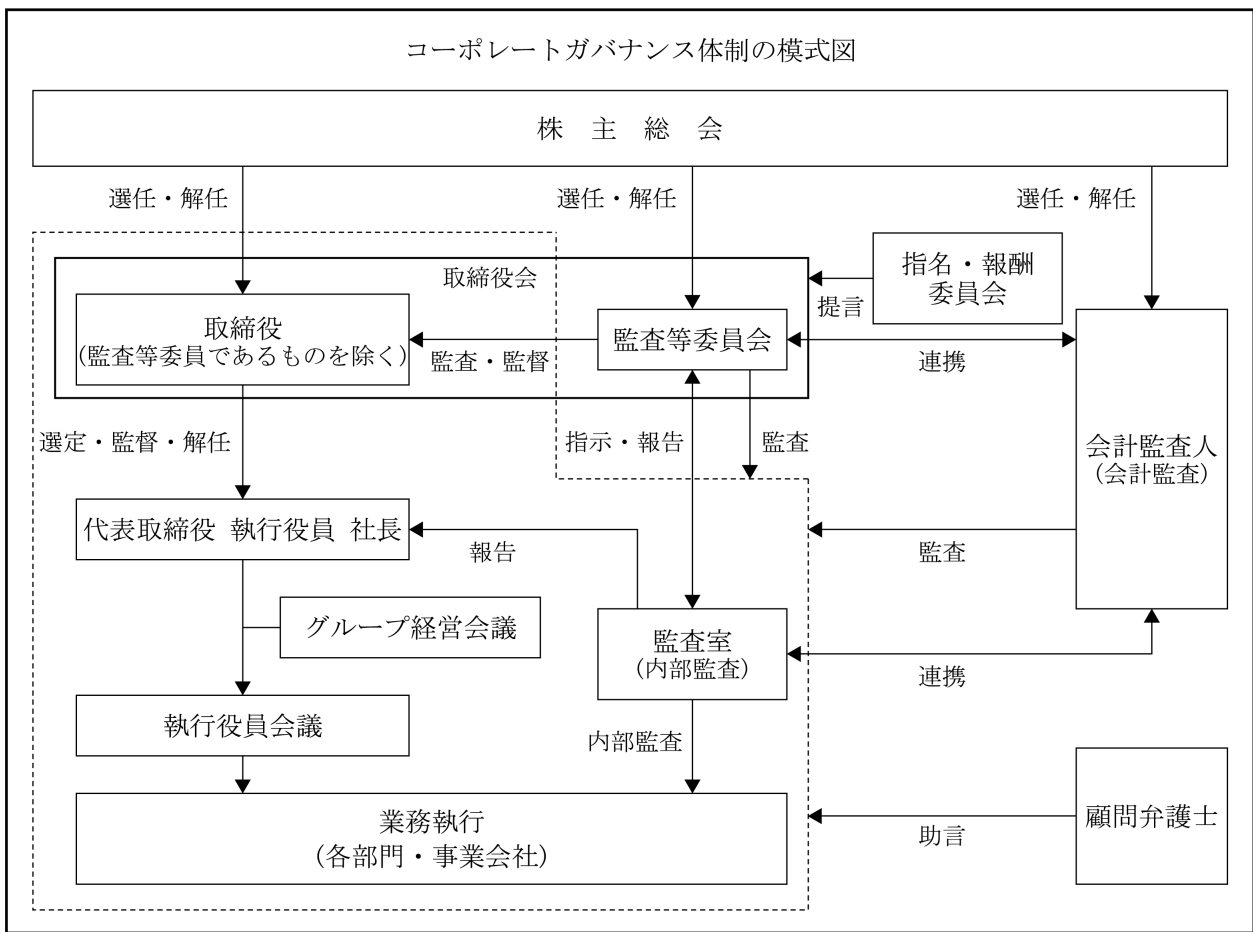 コーポレートガバナンス体制の模式図
株 主 総 会
選任・解任
選任・解任
選任・解任
取締役会
指名・報酬
委員会
提言
取締役
(監査等委員であるものを除く)
監査・監督
監査等委員会
連携
選定・監督・解任
指示・報告
監査
会計監査人
(会計監査)
代表取締役 執行役員 社長
報告
監査
グループ経営会議
監査室
(内部監査)
連携
執行役員会議
内部監査
業務執行
(各部門・事業会社)
顧問弁護士
助言